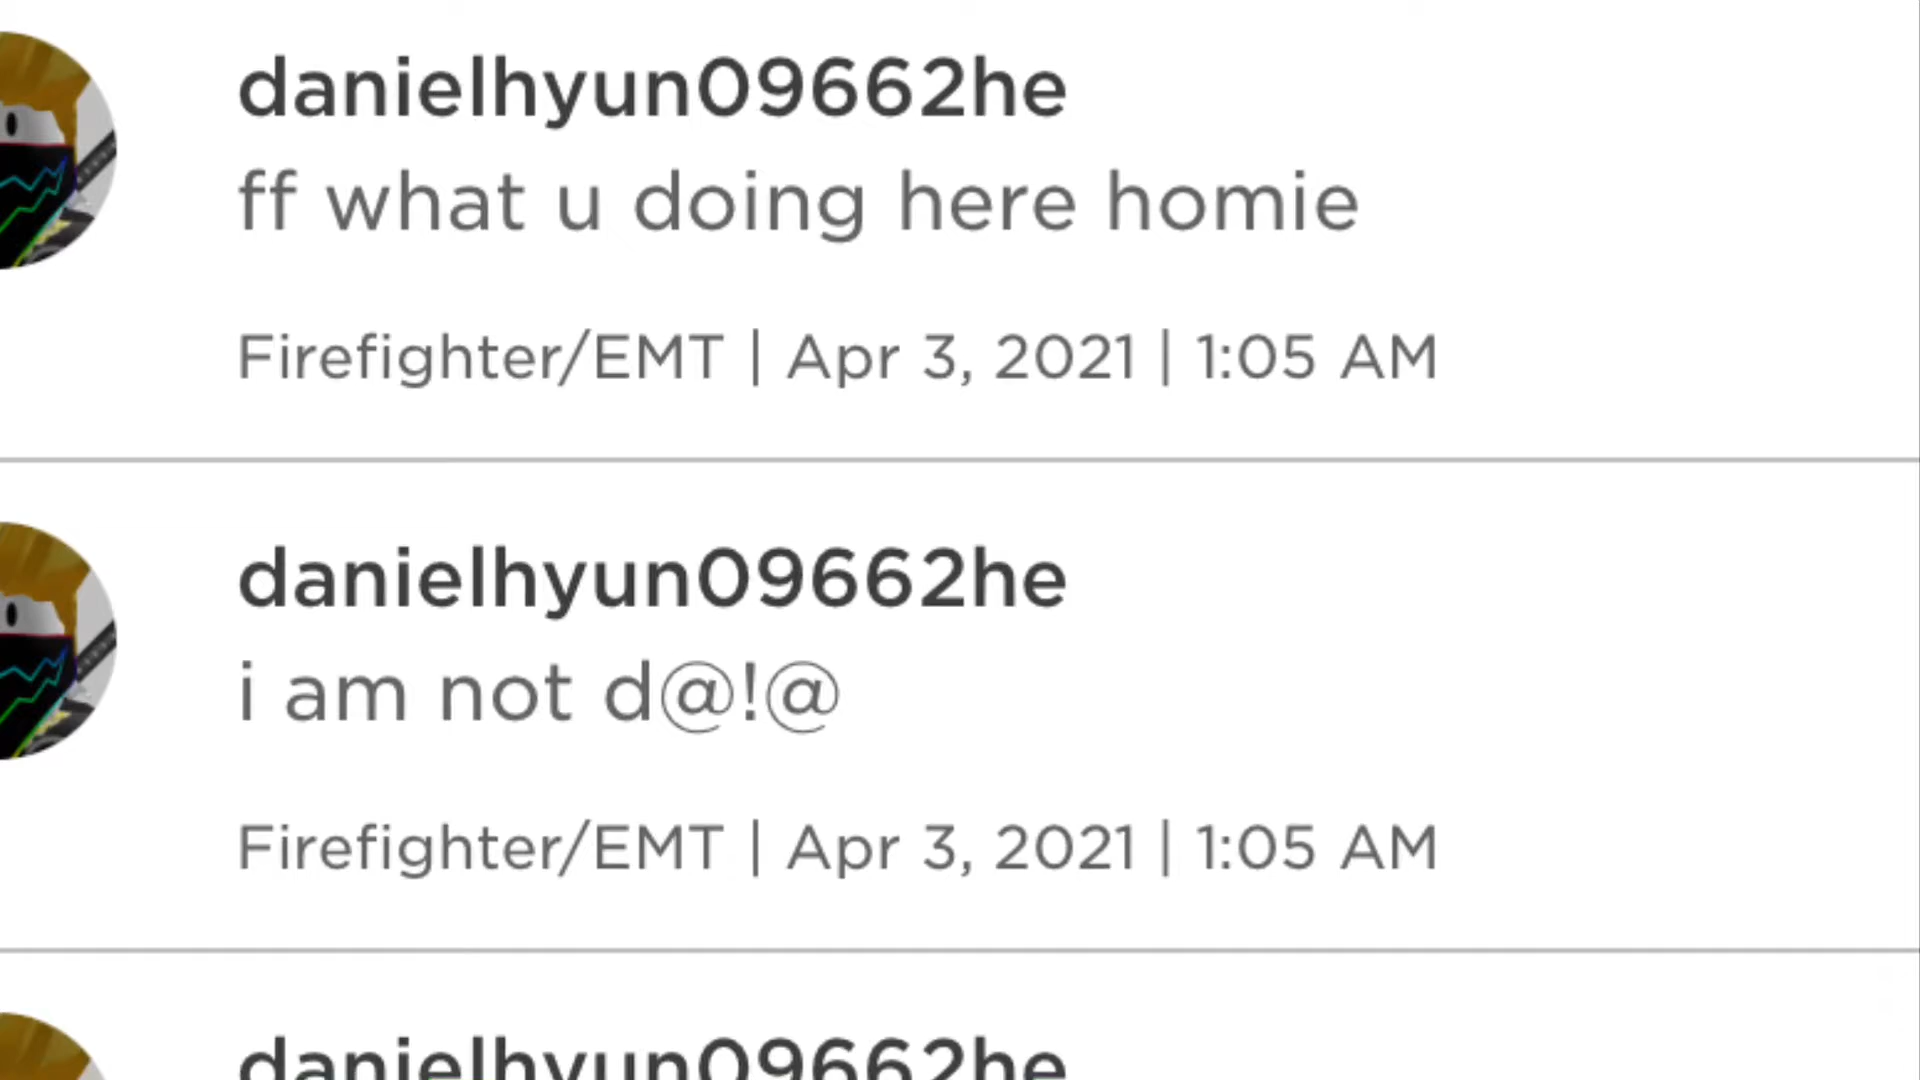 danielhyun09662he
ff what u doing here homie
Firefighter/EMT | Apr 3, 2021 | 1:05 AM
danielhyun09662he
i am not d@!@
Firefighter/EMT | Apr 3, 2021 | 1:05 AM
danielhyun09662he